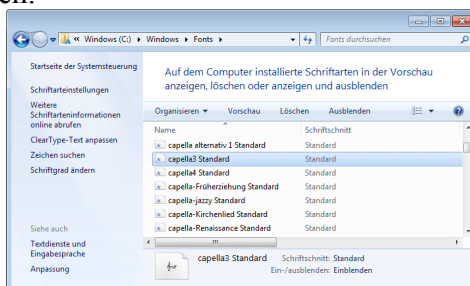 en.
« Windows (C:) ▸ Windows ▸ Fonts ▸
Fonts durchsuchen
Startseite der Systemsteuerung
Schriftarteinstellungen
Weitere
Schriftarteninformationen
online abrufen
ClearType-Text anpassen
Zeichen suchen
Schriftgrad ändern
Siehe auch
Textdienste und
Eingabesprache
Anpassung
Auf dem Computer installierte Schriftarten in der Vorschau
anzeigen, löschen oder anzeigen und ausblenden
Organisieren Vorschau Löschen Ausblenden
Name Schriftschnitt
capella alternativ 1 Standard Standard
capella3 Standard Standard
capella4 Standard Standard
capella-Früherziehung Standard Standard
capella-jazzy Standard Standard
capella-Kirchenlied Standard Standard
capella-Renaissance Standard Standard
capella3 Standard Schriftschnitt: Standard
Ein-/ausblenden: Einblenden